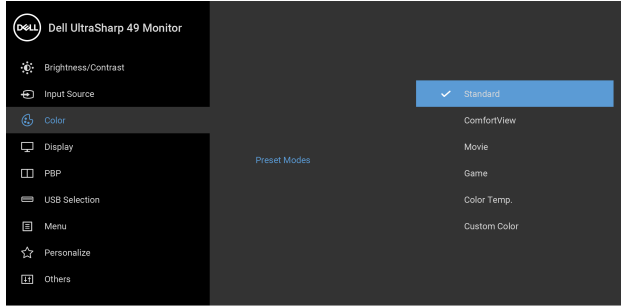 DELL Dell UltraSharp 49 Monitor
Brightness/Contrast
Input Source
Color
Display
PBP
USB Selection
Menu
Personalize
Others
Preset Modes
Standard
ComfortView
Movie
Game
Color Temp.
Custom Color